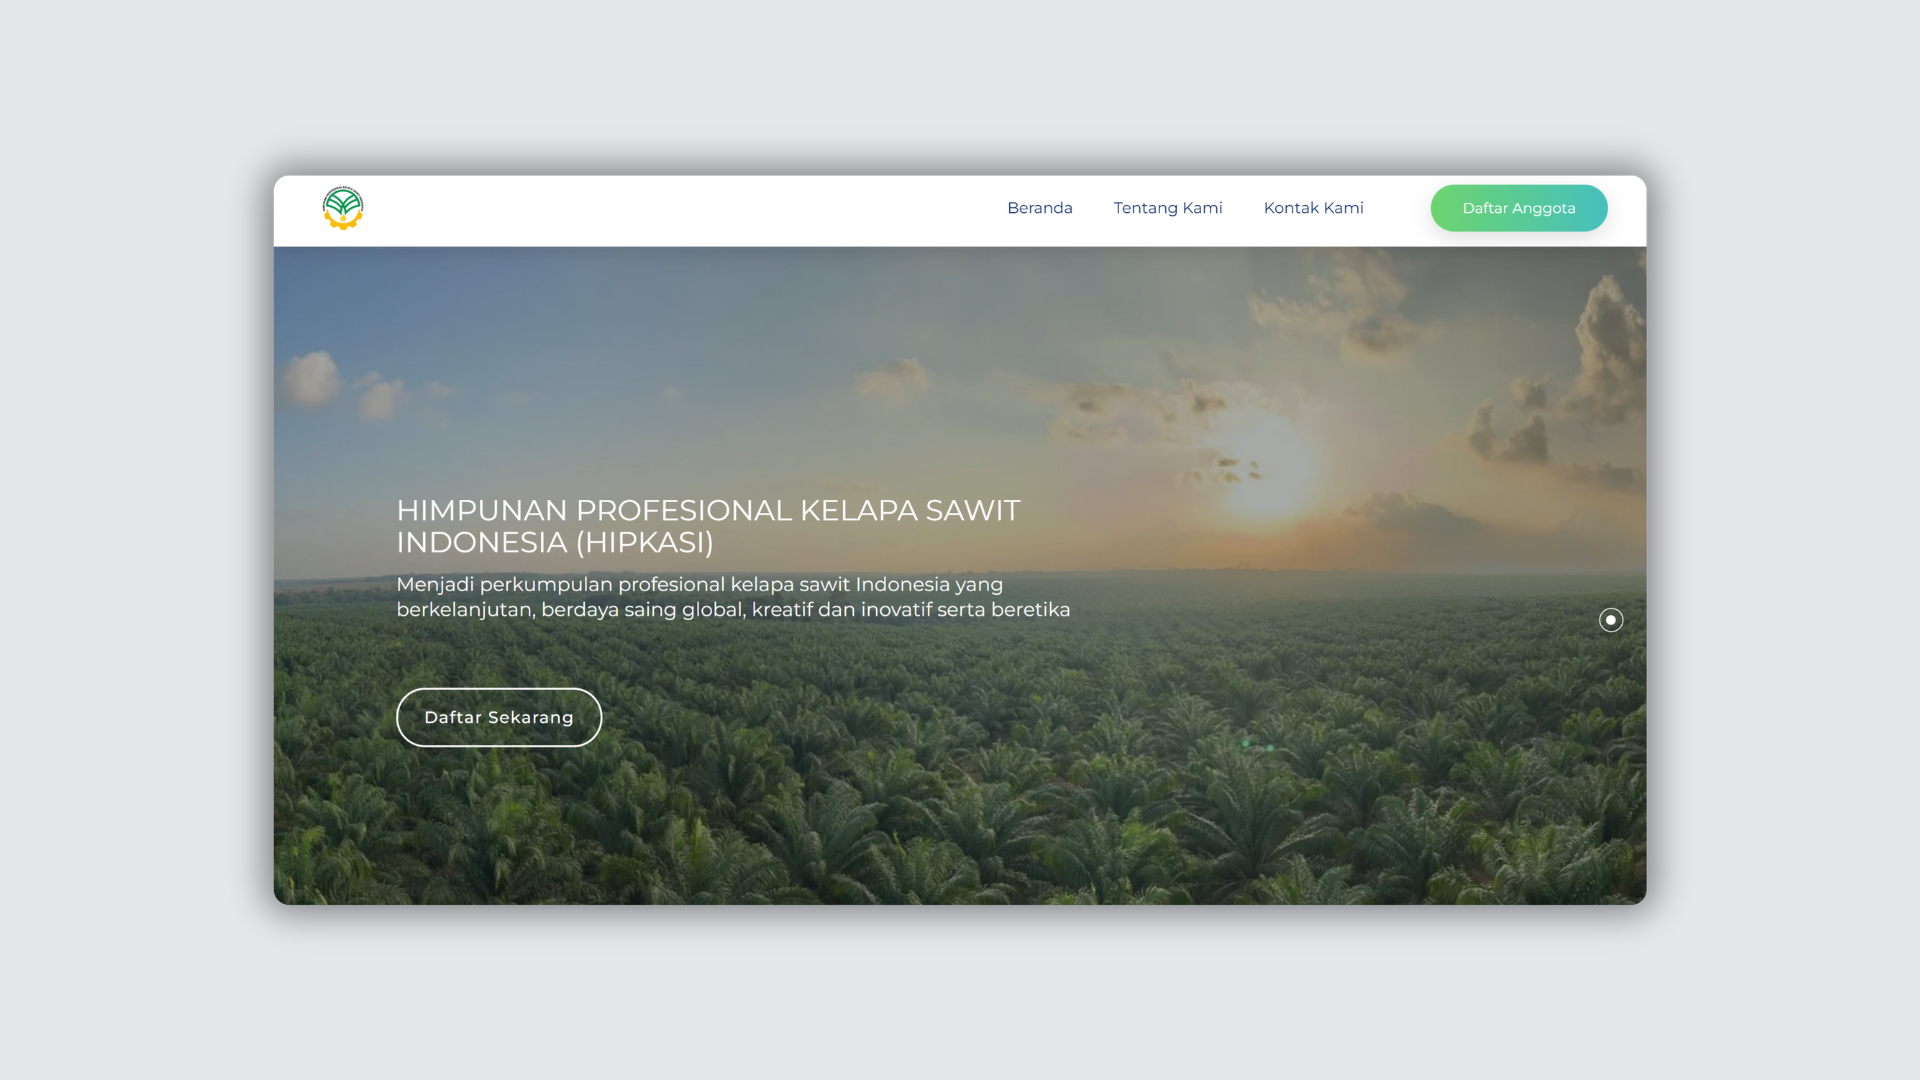 Beranda
Tentang Kami
Kontak Kami
Daftar Anggota
HIMPUNAN PROFESIONAL KELAPA SAWIT
INDONESIA (HIPKASI)
Menjadi perkumpulan profesional kelapa sawit Indonesia yang
berkelanjutan, berdaya saing global, kreatif dan inovatif serta beretika
Daftar Sekarang